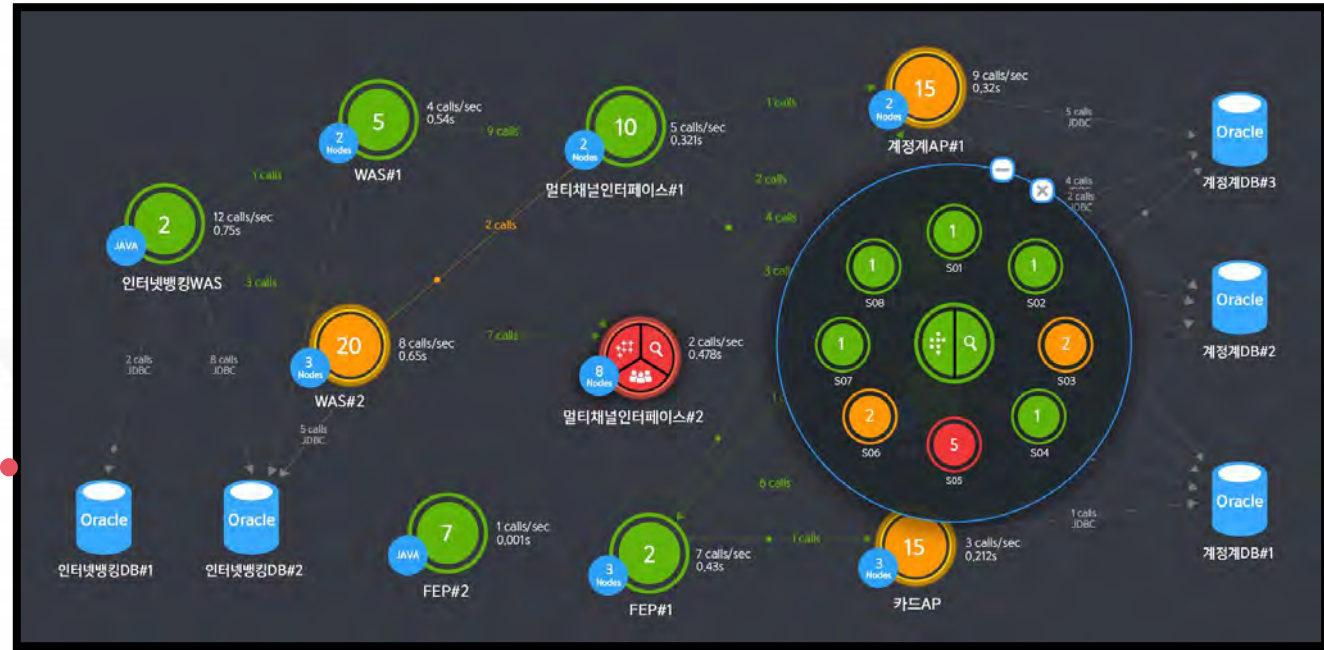 15
9 calls/sec
0,32s
2
Nodes
계정계AP#1
5
4 calls/sec
0,54s
2
Nodes
WAS#1
9 calls
10
5 calls/sec
0,321s
2
Nodes
멀티채널인터페이스#1
1 calls
5 calls
JDBC
Oracle
계정계DB#3
1 calls
2 calls
4 calls
JDBC
2 calls
JDBC
2
12 calls/sec
0,75s
JAVA
인터넷뱅킹WAS
2 calls
4 calls
3 calls
3 calls
1
S01
1
S08
1
S02
1
S07
2
S03
2
S06
1
S04
5
S05
Oracle
계정계DB#2
20
8 calls/sec
0,65s
3
Nodes
WAS#2
7 calls
2 calls/sec
0,478s
8
Nodes
멀티채널인터페이스#2
2 calls
JDBC
8 calls
JDBC
5 calls
JDBC
6 calls
Oracle
인터넷뱅킹DB#1
Oracle
인터넷뱅킹DB#2
7
1 calls/sec
0,001s
JAVA
FEP#2
2
7 calls/sec
0,43s
3
Nodes
FEP#1
1 calls
15
3 calls/sec
0,212s
3
Nodes
카드AP
1 calls
JDBC
Oracle
계정계DB#1